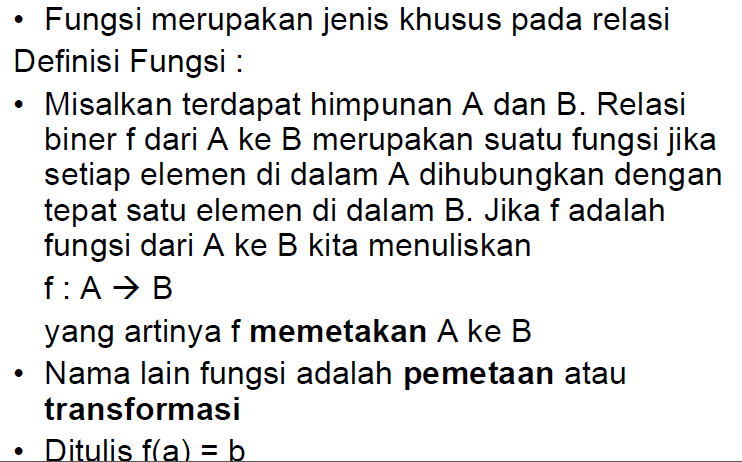 • Fungsi merupakan jenis khusus pada relasi
Definisi Fungsi :
• Misalkan terdapat himpunan A dan B. Relasi
biner f dari A ke B merupakan suatu fungsi jika
setiap elemen di dalam A dihubungkan dengan
tepat satu elemen di dalam B. Jika f adalah
fungsi dari A ke B kita menuliskan
f : A → B
yang artinya f memetakan A ke B
• Nama lain fungsi adalah pemetaan atau
transformasi
• Ditulis f(a) = b